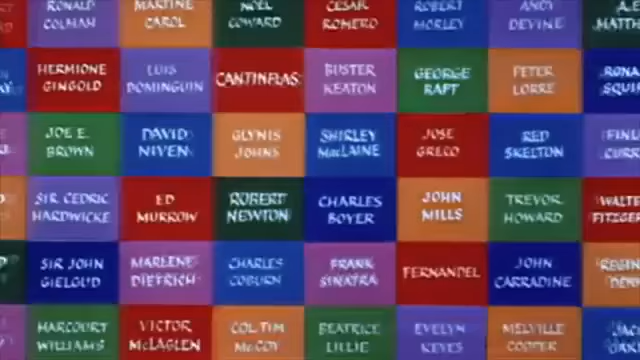 RONALD COLMAN
MARTINE CAROL
NOEL COWARD
CESAR ROMERO
ROBERT MORLEY
ANDY DEVINE
HERMIONE GINGOLD
LUIS DOMINGUIN
CANTINFLAS
BUSTER KEATON
GEORGE RAFT
PETER LORRE
JOE E. BROWN
DAVID NIVEN
GLYNIS JOHNS
SHIRLEY MacLAINE
JOSE GRECO
RED SKELTON
SIR CEDRIC HARDWICKE
ED MURROW
ROBERT NEWTON
CHARLES BOYER
JOHN MILLS
TREVOR HOWARD
SIR JOHN GIELGUD
MARLENE DIETRICH
CHARLES COBURN
FRANK SINATRA
FERNANDEL
JOHN CARRADINE
HARCOURT WILLIAMS
VICTOR McLAGLEN
COL. TIM McCOY
BEATRICE LILLIE
EVELYN KEYES
MELVILLE COOPER